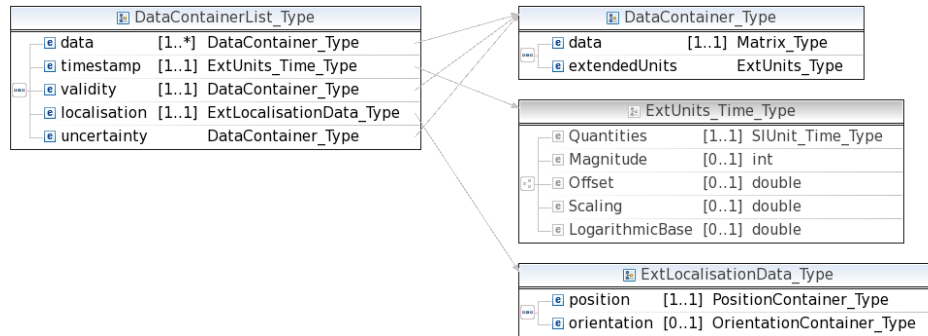 DataContainerList_Type
data [1..*] DataContainer_Type
timestamp [1..1] ExtUnits_Time_Type
validity [1..1] DataContainer_Type
localisation [1..1] ExtLocalisationData_Type
uncertainty DataContainer_Type
DataContainer_Type
data [1..1] Matrix_Type
extendedUnits ExtUnits_Type
ExtUnits_Time_Type
Quantities [1..1] SIUnit_Time_Type
Magnitude [0..1] int
Offset [0..1] double
Scaling [0..1] double
LogarithmicBase [0..1] double
ExtLocalisationData_Type
position [1..1] PositionContainer_Type
orientation [0..1] OrientationContainer_Type